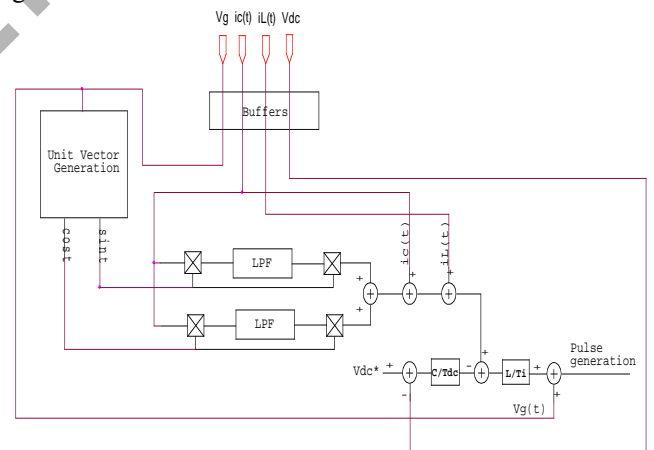 Vg ic(t) iL(t) Vdc
Buffers
Unit Vector
Generation
cost
sint
ic(t)
iL(t)
LPF
+
+
+
+
+
LPF
+
+
Pulse
generation
Vdc*
+
C/Tdc
-
+
L/Ti
+
+
-
Vg(t)
+